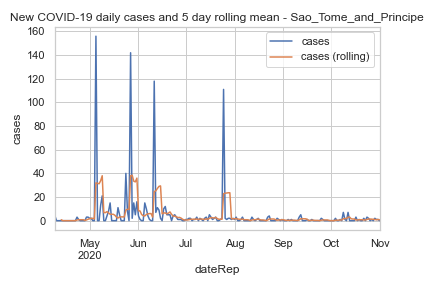 New COVID-19 daily cases and 5 day rolling mean - Sao_Tome_and_Principe
160
140
120
100
80
60
40
20
0
cases
cases
cases (rolling)
May Jun Jul Aug Sep Oct Nov
2020
dateRep